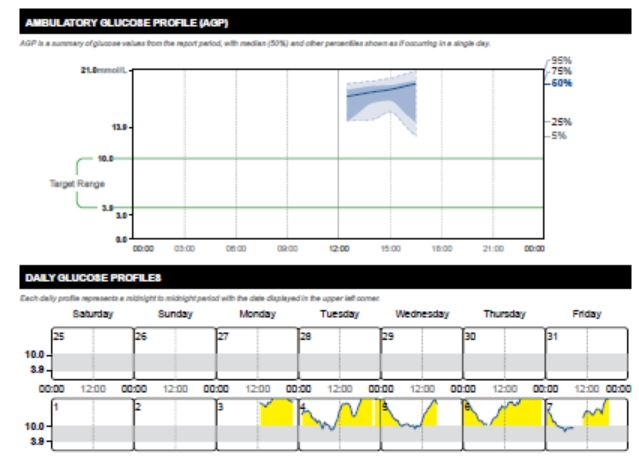 AMBULATORY GLUCOSE PROFILE (AGP)
AGP is a summary of glucose values from the report period, with median (50%) and other percentiles shown as if occurring in a single day.
95%
75%
21.0mmol/L
50%
13.9
25%
5%
10.0
Target Range
3.9
3.0
0.0
00:00 03:00 06:00 09:00 12:00 15:00 18:00 21:00 00:00
DAILY GLUCOSE PROFILES
Each daily profile represents a midnight to midnight period with the date displayed in the upper left corner.
Saturday Sunday Monday Tuesday Wednesday Thursday Friday
25 26 27 28 29 30 31
10.0
3.9
00:00 12:00 00:00 12:00 00:00 12:00 00:00 12:00 00:00 12:00 00:00 12:00 00:00 12:00 00:00
1 2 3 4 5 6 7
10.0
3.9